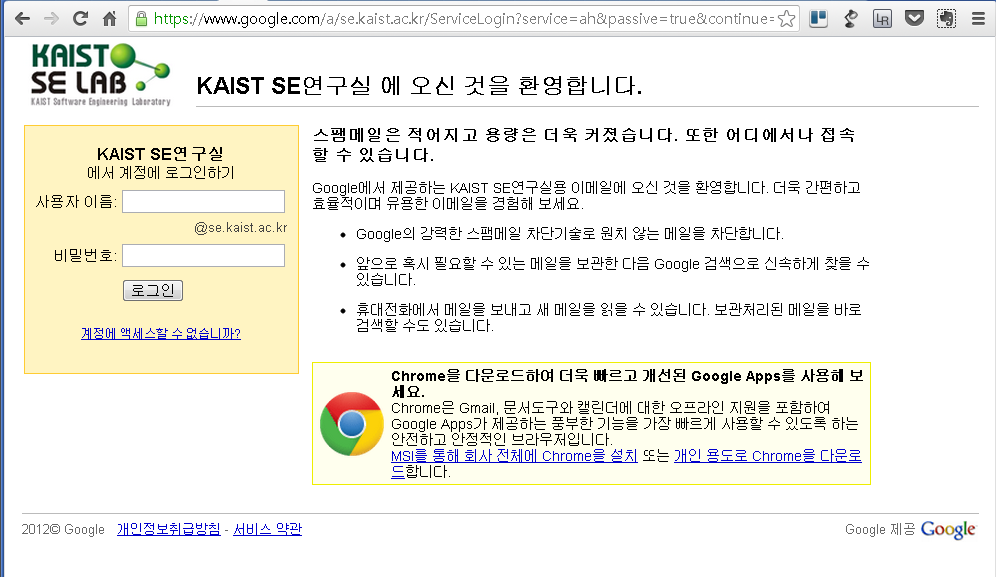 https://www.google.com/a/se.kaist.ac.kr/ServiceLogin?service=ah&passive=true&continue=
LR
KAIST
SE LAB
KAIST Software Engineering Laboratory
KAIST SE연구실 에 오신 것을 환영합니다.
KAIST SE연구실
에서 계정에 로그인하기
사용자 이름:
@se.kaist.ac.kr
비밀번호:
로그인
계정에 액세스할 수 없습니까?
스팸메일은 적어지고 용량은 더욱 커졌습니다. 또한 어디에서나 접속
할 수 있습니다.
Google에서 제공하는 KAIST SE연구실용 이메일에 오신 것을 환영합니다. 더욱 간편하고
효율적이며 유용한 이메일을 경험해 보세요.
• Google의 강력한 스팸메일 차단기술로 원치 않는 메일을 차단합니다.
• 앞으로 혹시 필요할 수 있는 메일을 보관한 다음 Google 검색으로 신속하게 찾을 수
있습니다.
• 휴대전화에서 메일을 보내고 새 메일을 읽을 수 있습니다. 보관처리된 메일을 바로
검색할 수도 있습니다.
Chrome을 다운로드하여 더욱 빠르고 개선된 Google Apps를 사용해 보
세요.
Chrome은 Gmail, 문서도구와 캘린더에 대한 오프라인 지원을 포함하여
Google Apps가 제공하는 풍부한 기능을 가장 빠르게 사용할 수 있도록 하는
안전하고 안정적인 브라우저입니다.
MSI를 통해 회사 전체에 Chrome을 설치 또는 개인 용도로 Chrome을 다운로
드합니다.
2012© Google 개인정보취급방침 - 서비스 약관
Google 제공 Google